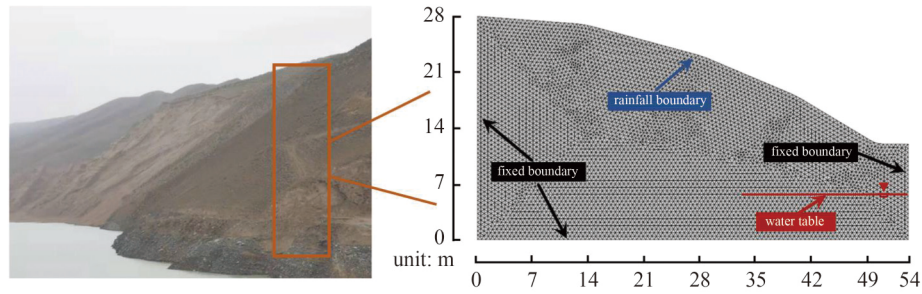 28
21
14
7
0
unit: m
rainfall boundary
fixed boundary
fixed boundary
water table
0 7 14 21 28 35 42 49 54